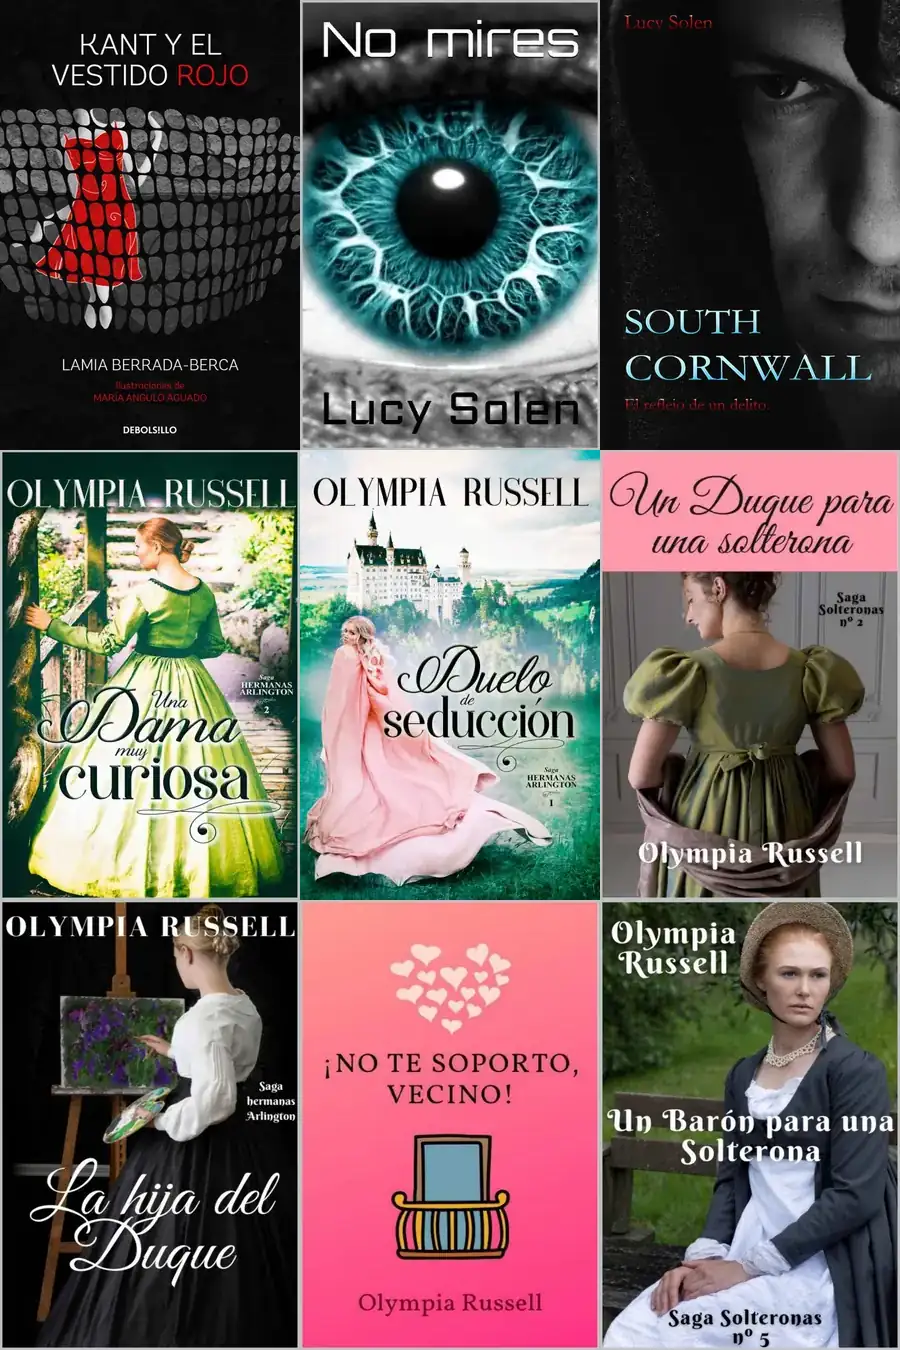 KANT Y EL
VESTIDO ROJO
LAMIA BERRADA-BERCA
Ilustraciones de
MARÍA ANGULO AGUADO
DEBOLS!LLO
No mires
Lucy Solen
Lucy Solen
SOUTH
CORNWALL
El reflejo de un delito.
OLYMPIA RUSSELL
Saga
HERMANAS
ARLINGTON
2
Una
Dama
muy
curiosa
OLYMPIA RUSSELL
Duelo
de
seducción
Saga
HERMANAS
ARLINGTON
1
Un Duque para
una solterona
Saga
Solteronas
nº 2
Olympia Russell
OLYMPIA RUSSELL
Saga
hermanas
Arlington
La hija del
Duque
¡NO TE SOPORTO,
VECINO!
Olympia Russell
Olympia
Russell
Un Barón para una
Solterona
Saga Solteronas
nº 5